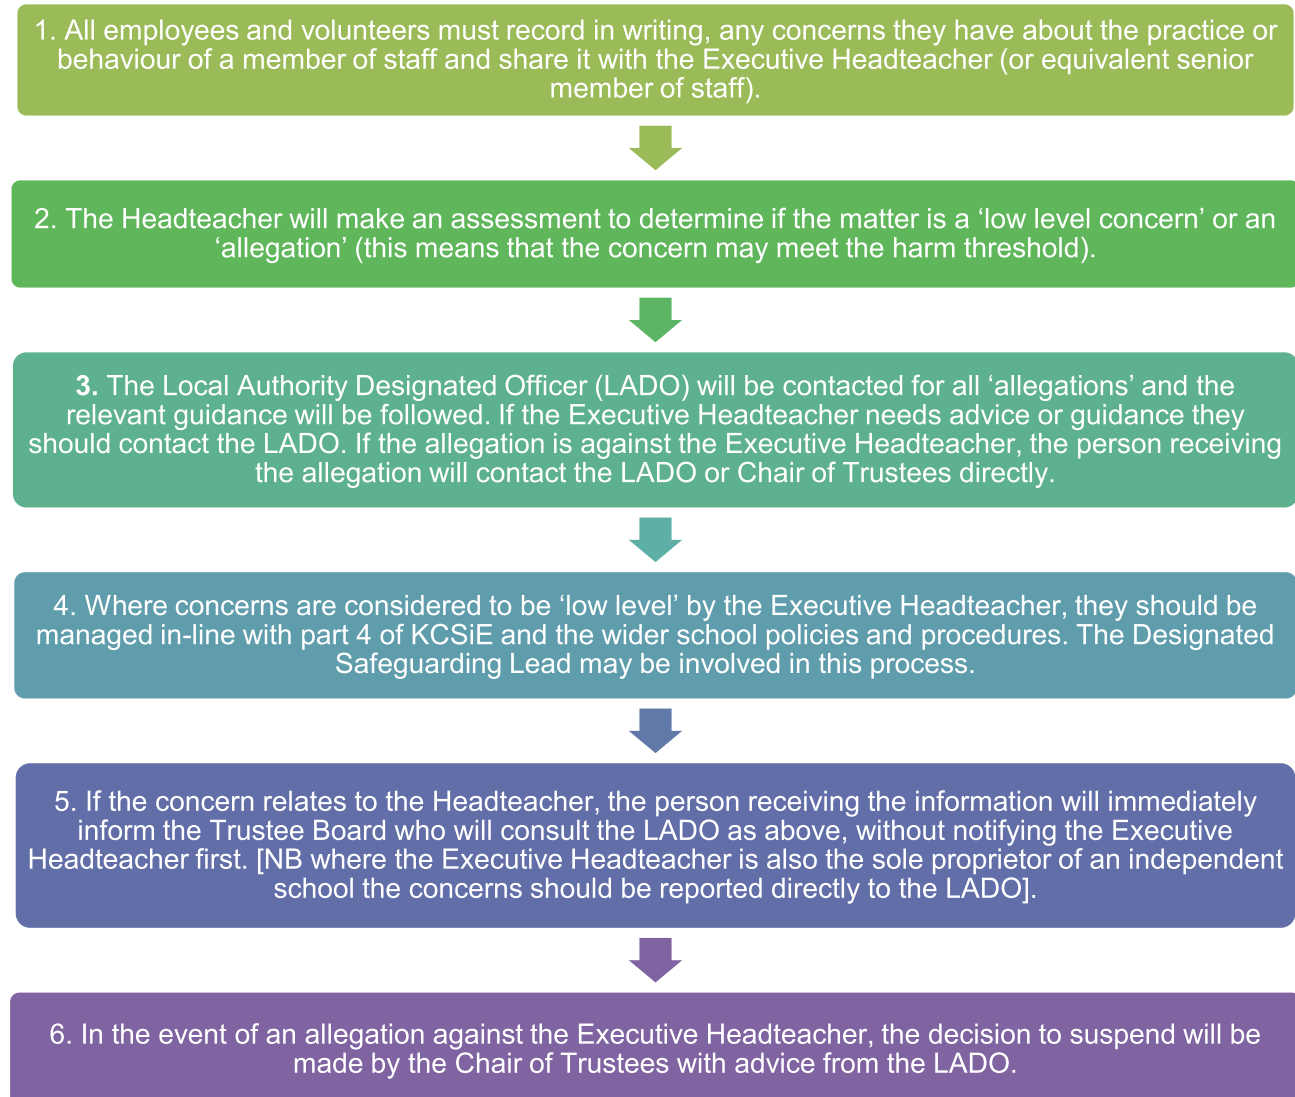 1. All employees and volunteers must record in writing, any concerns they have about the practice or
behaviour of a member of staff and share it with the Executive Headteacher (or equivalent senior
member of staff).
2. The Headteacher will make an assessment to determine if the matter is a ‘low level concern’ or an
‘allegation’ (this means that the concern may meet the harm threshold).
3. The Local Authority Designated Officer (LADO) will be contacted for all ‘allegations’ and the
relevant guidance will be followed. If the Executive Headteacher needs advice or guidance they
should contact the LADO. If the allegation is against the Executive Headteacher, the person receiving
the allegation will contact the LADO or Chair of Trustees directly.
4. Where concerns are considered to be ‘low level’ by the Executive Headteacher, they should be
managed in-line with part 4 of KCSiE and the wider school policies and procedures. The Designated
Safeguarding Lead may be involved in this process.
5. If the concern relates to the Headteacher, the person receiving the information will immediately
inform the Trustee Board who will consult the LADO as above, without notifying the Executive
Headteacher first. [NB where the Executive Headteacher is also the sole proprietor of an independent
school the concerns should be reported directly to the LADO].
6. In the event of an allegation against the Executive Headteacher, the decision to suspend will be
made by the Chair of Trustees with advice from the LADO.